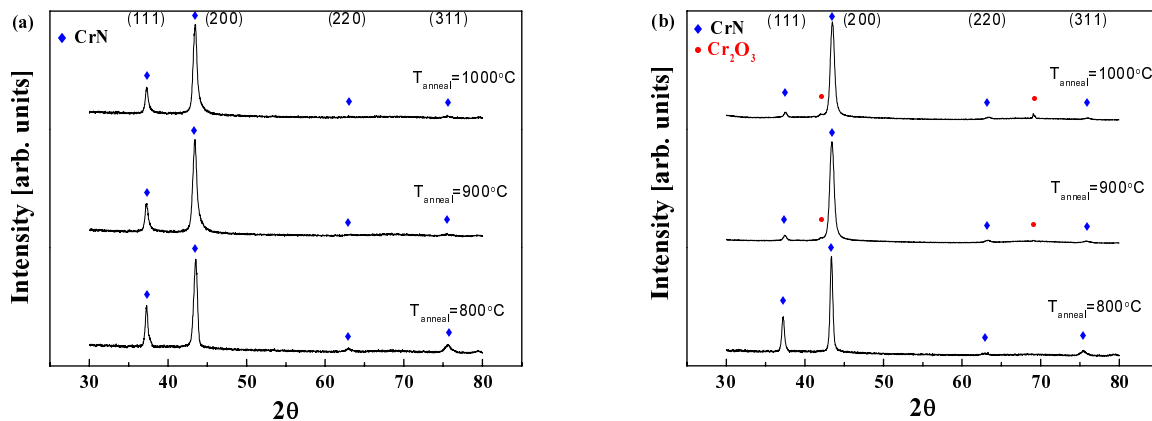 (a)
(111)
(200)
(220)
(311)
CrN
T_anneal=1000°C
T_anneal=900°C
T_anneal=800°C
Intensity [arb. units]
30 40 50 60 70 80
2θ
(b)
(111)
(200)
(220)
(311)
CrN
Cr₂O₃
T_anneal=1000°C
T_anneal=900°C
T_anneal=800°C
Intensity [arb. units]
30 40 50 60 70 80
2θ